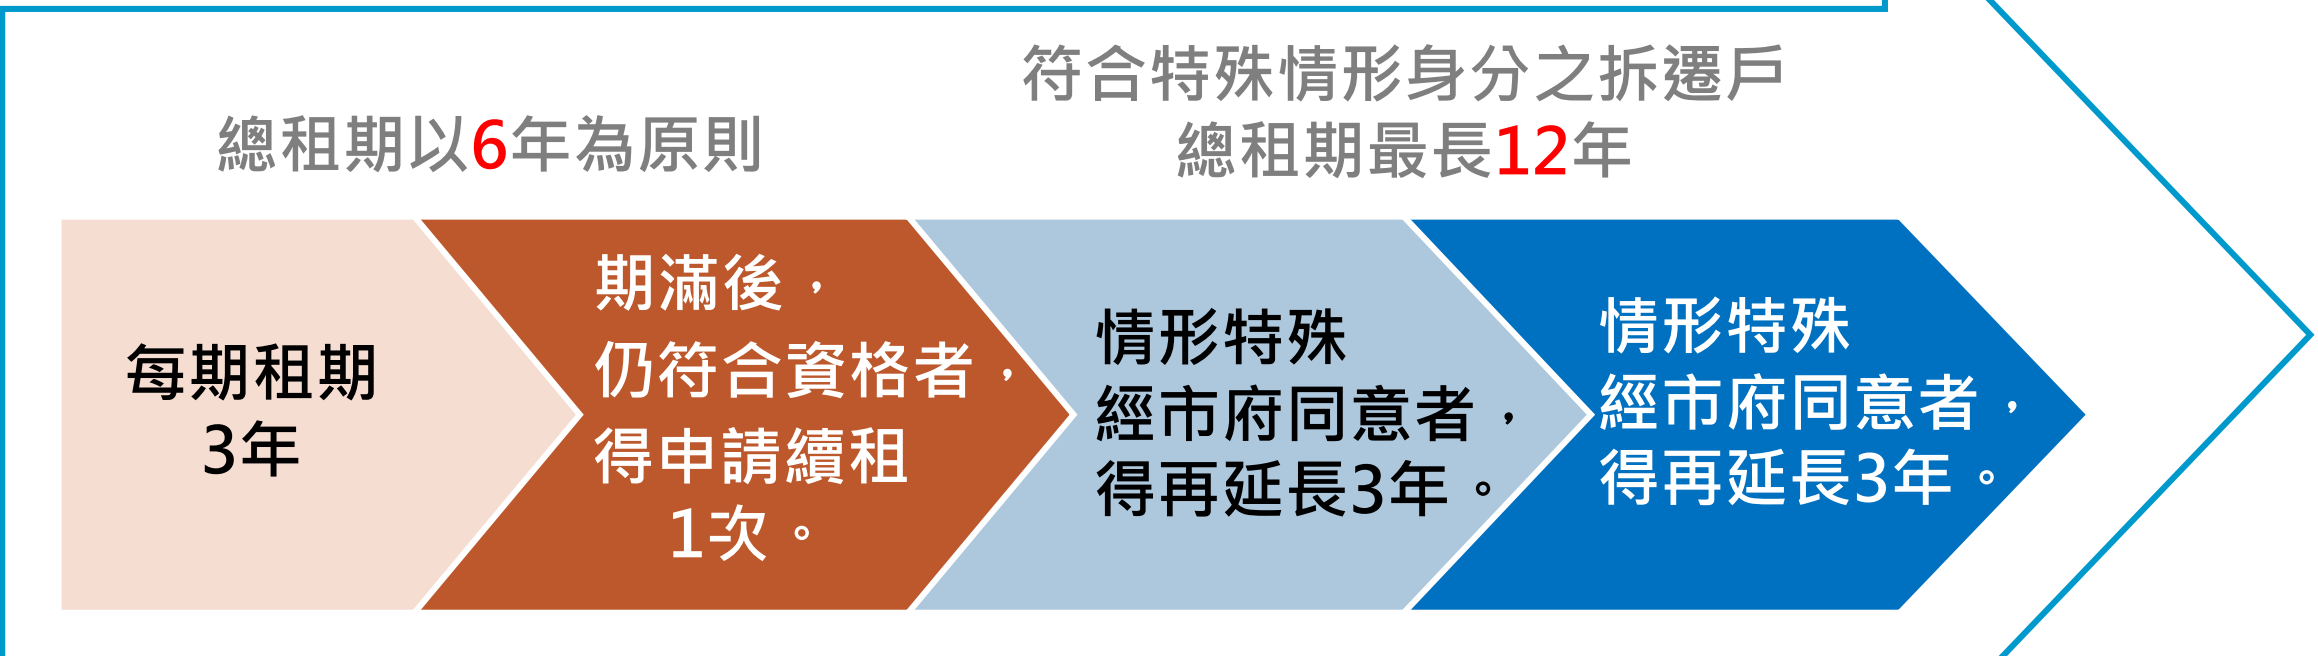 總租期以6年為原則
符合特殊情形身分之拆遷戶
總租期最長12年
每期租期
3年
期滿後，
仍符合資格者，
得申請續租
1次。
情形特殊
經市府同意者，
得再延長3年。
情形特殊
經市府同意者，
得再延長3年。